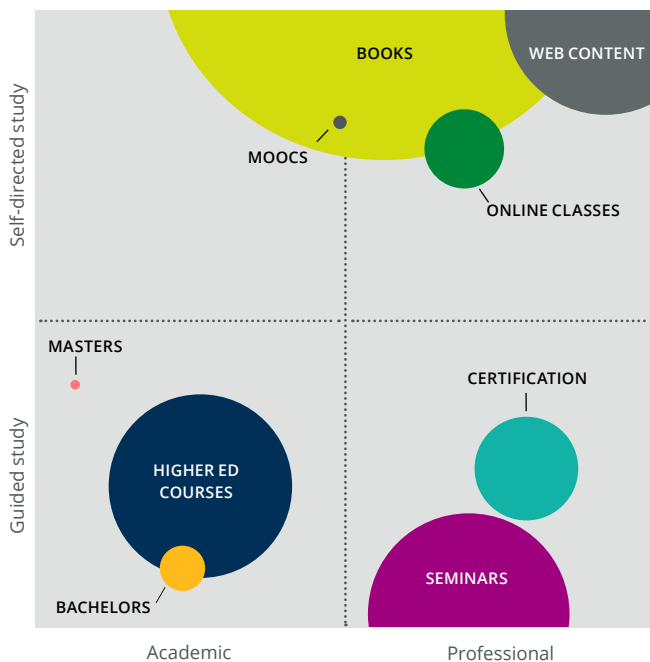 BOOKS
WEB CONTENT
MOOCS
ONLINE CLASSES
Self-directed study
MASTERS
CERTIFICATION
HIGHER ED
COURSES
Guided study
SEMINARS
BACHELORS
Academic
Professional